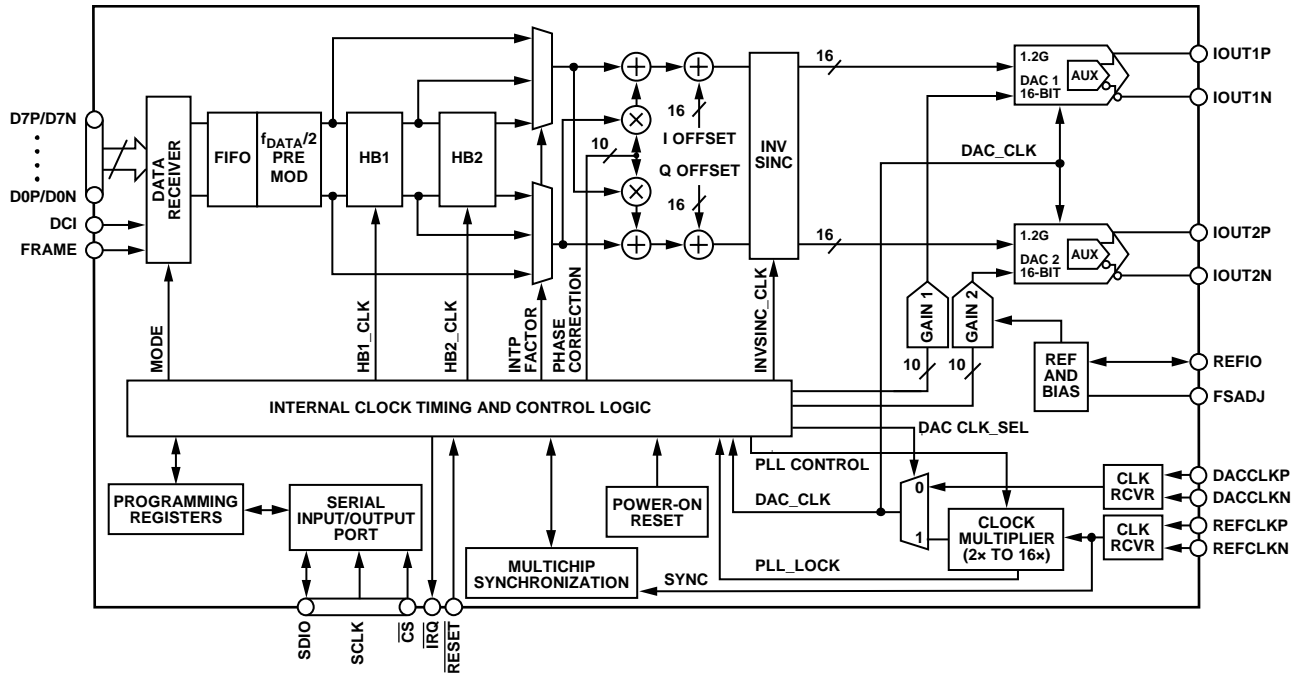 D7P/D7N
D0P/D0N
DCI
FRAME
DATA
RECEIVER
FIFO
fDATA/2
PRE
MOD
HB1
HB2
MODE
HB1_CLK
HB2_CLK
INTP
FACTOR
PHASE
CORRECTION
INVSINC_CLK
10
16
I OFFSET
Q OFFSET
16
INV
SINC
16
16
1.2G
DAC 1
16-BIT
AUX
DAC_CLK
1.2G
DAC 2
16-BIT
AUX
IOUT1P
IOUT1N
IOUT2P
IOUT2N
GAIN 1
GAIN 2
10
10
REF
AND
BIAS
REFIO
FSADJ
INTERNAL CLOCK TIMING AND CONTROL LOGIC
DAC CLK_SEL
PLL CONTROL
DAC_CLK
PLL_LOCK
SYNC
0
1
CLOCK
MULTIPLIER
(2× TO 16×)
CLK
RCVR
CLK
RCVR
DACCLKP
DACCLKN
REFCLKP
REFCLKN
PROGRAMMING
REGISTERS
SERIAL
INPUT/OUTPUT
PORT
POWER-ON
RESET
MULTICHIP
SYNCHRONIZATION
SDIO
SCLK
CS
IRQ
RESET